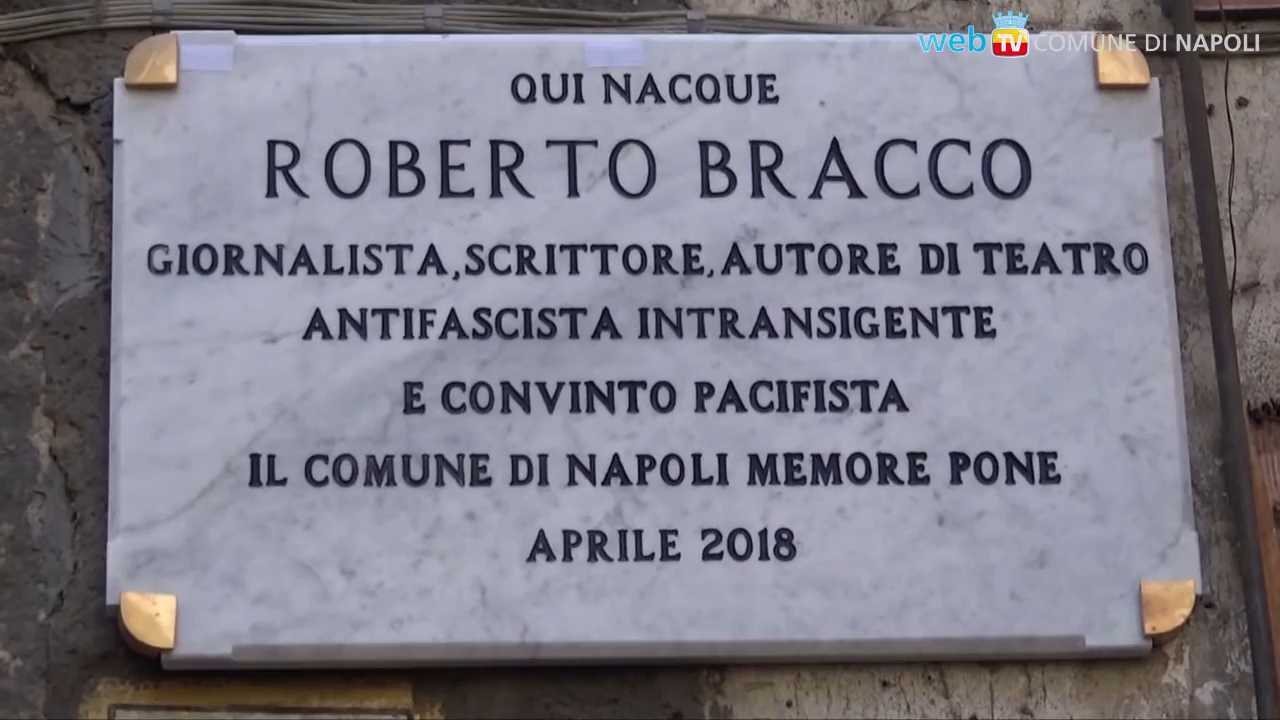 web TV COMUNE DI NAPOLI
QUI NACQUE
ROBERTO BRACCO
GIORNALISTA, SCRITTORE, AUTORE DI TEATRO
ANTIFASCISTA INTRANSIGENTE
E CONVINTO PACIFISTA
IL COMUNE DI NAPOLI MEMORE PONE
APRILE 2018